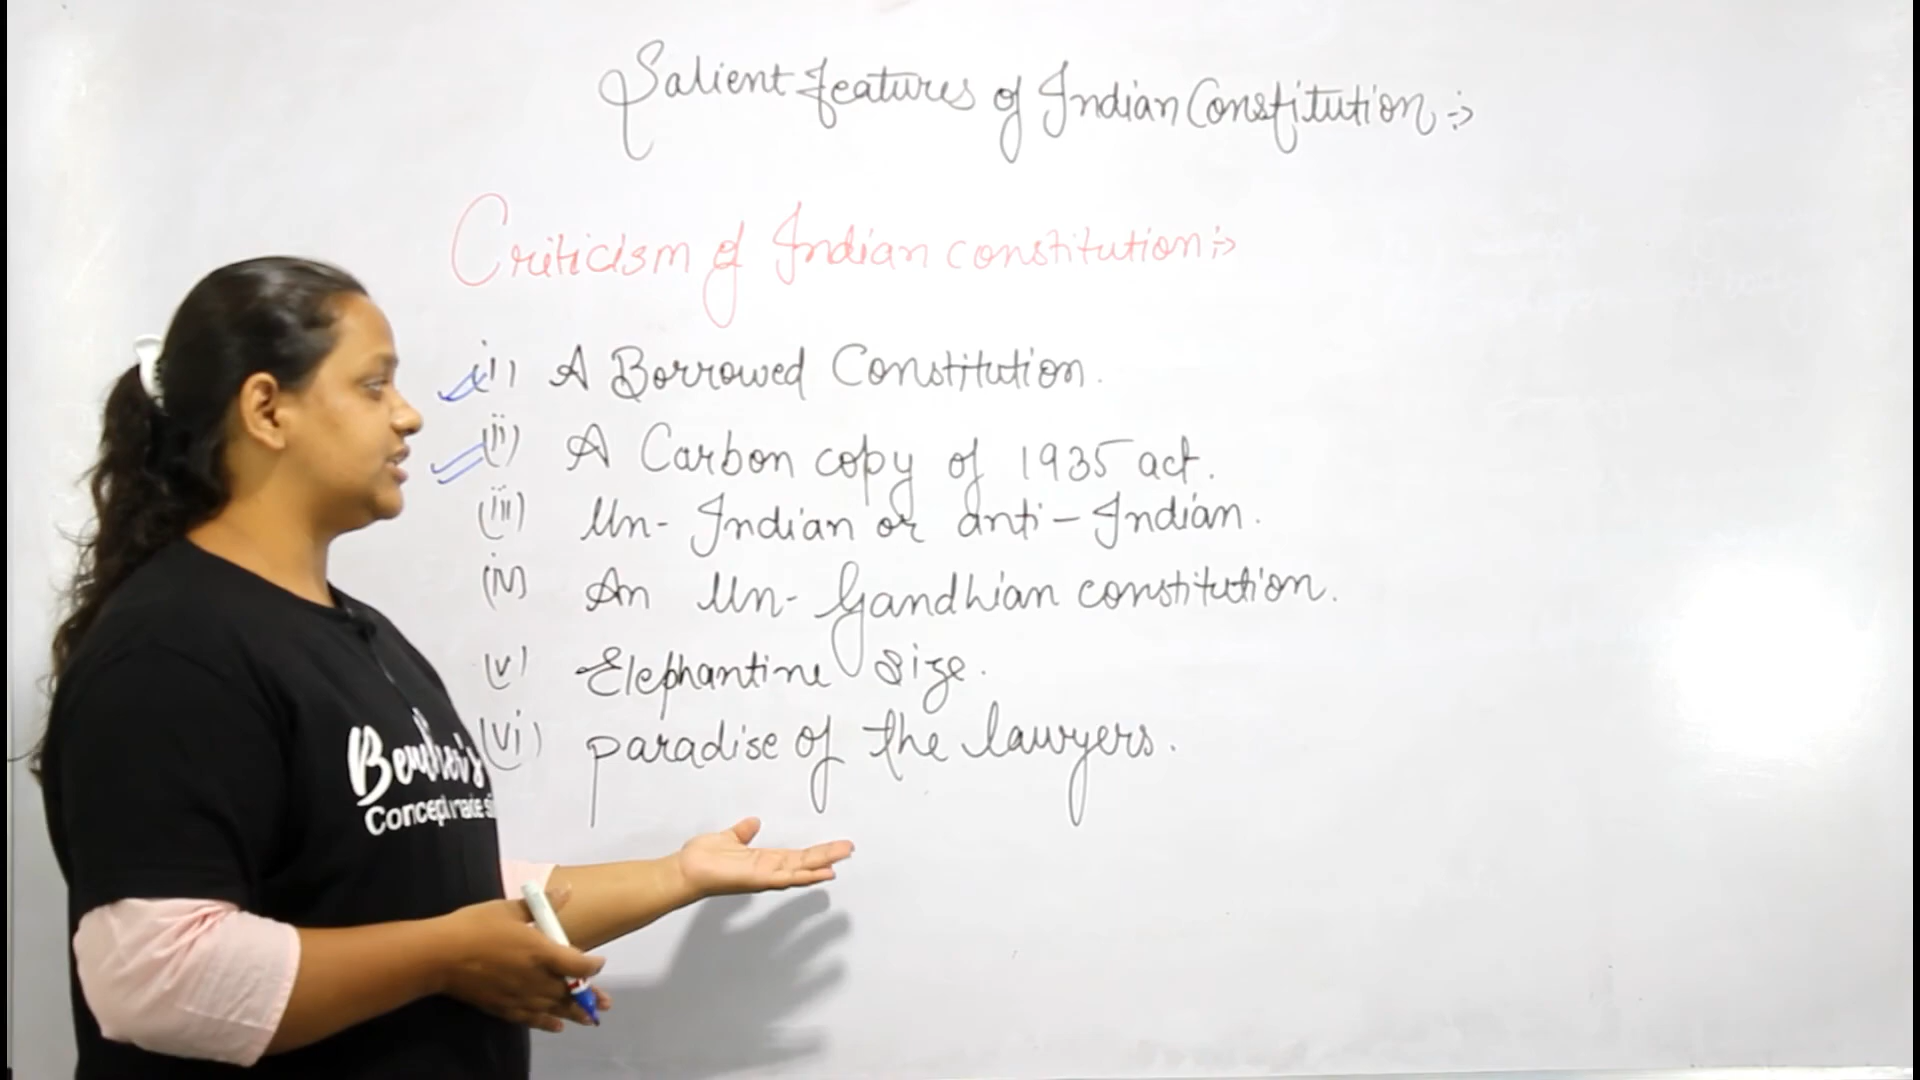 Salient features of Indian Constitution :->
Criticism of Indian constitution :->
(i) A Borrowed Constitution.
(ii) A Carbon copy of 1935 act.
(iii) Un-Indian or anti-Indian.
(iv) An Un-Gandhian constitution.
(v) Elephantine size.
(vi) paradise of the lawyers.
Concept made